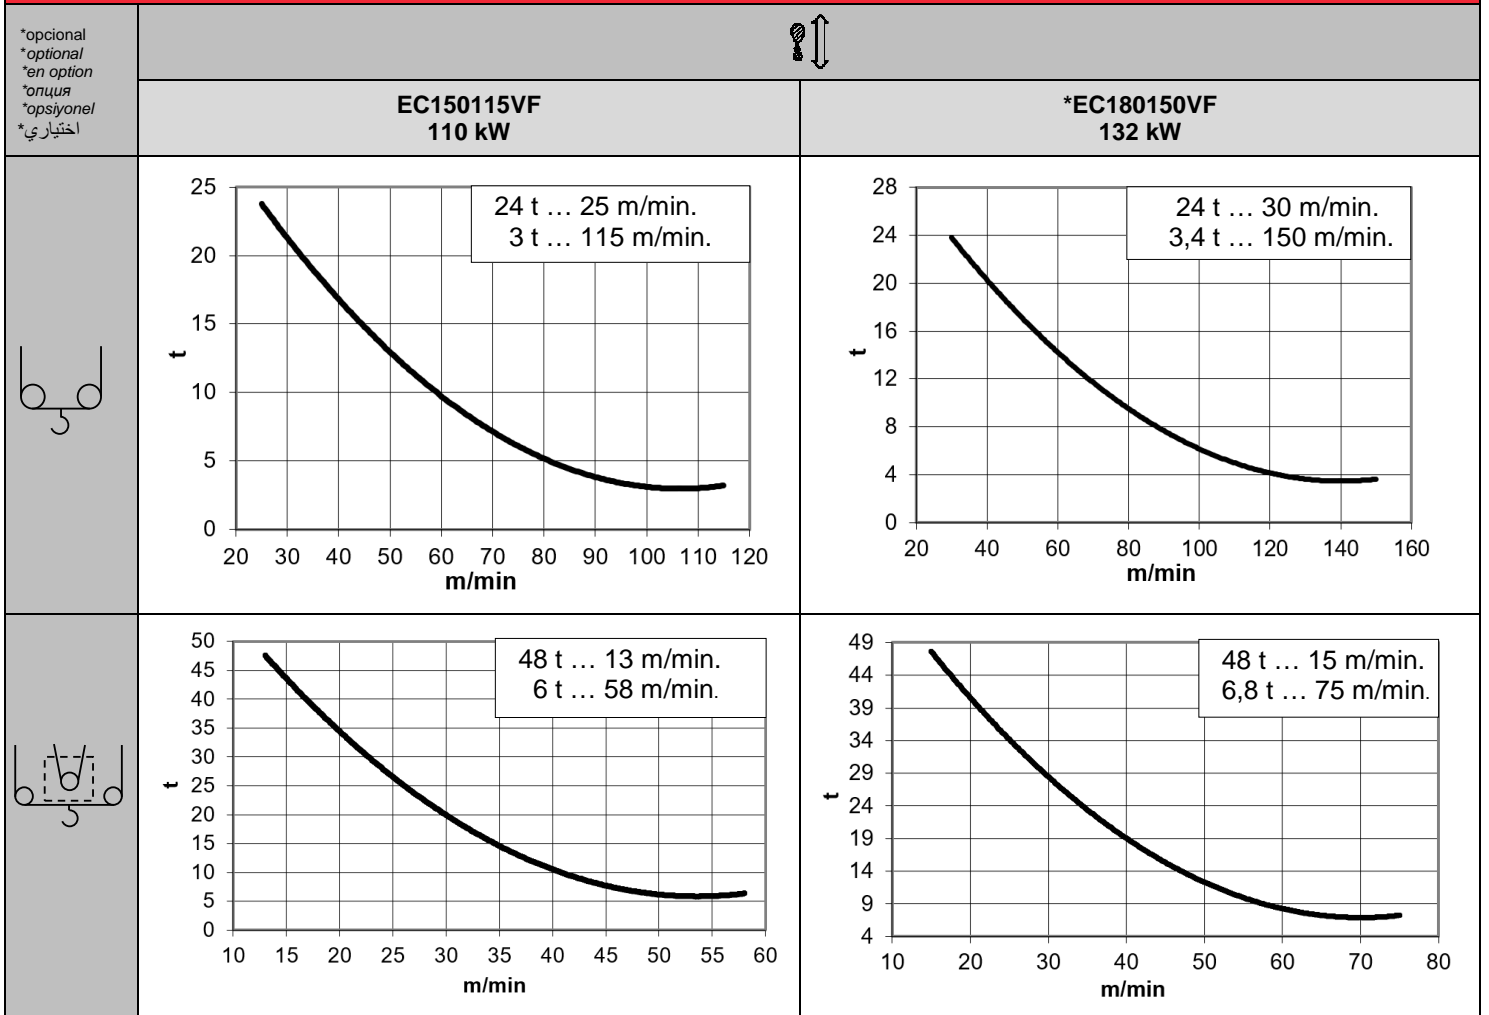 *opcional
*optional
*en option
*опция
*opsiyonel
*اختياري
EC150115VF
110 kW
*EC180150VF
132 kW
25
20
15
10
5
0
t
24 t … 25 m/min.
3 t … 115 m/min.
20 30 40 50 60 70 80 90 100 110 120
m/min
28
24
20
16
12
8
4
0
t
24 t … 30 m/min.
3,4 t … 150 m/min.
20 40 60 80 100 120 140 160
m/min
50
45
40
35
30
25
20
15
10
5
0
t
48 t … 13 m/min.
6 t … 58 m/min.
10 15 20 25 30 35 40 45 50 55 60
m/min
49
44
39
34
29
24
19
14
9
4
t
48 t … 15 m/min.
6,8 t … 75 m/min.
10 20 30 40 50 60 70 80
m/min